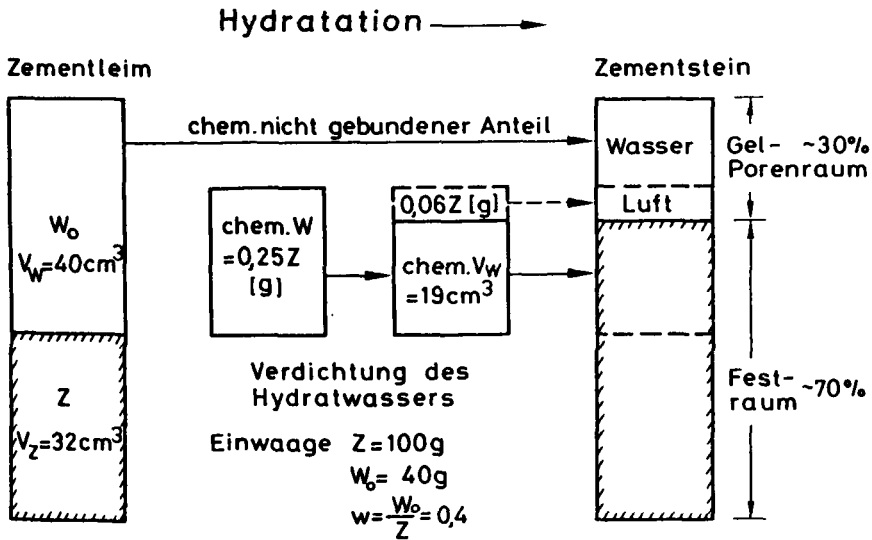 Hydratation
Zementleim
Zementstein
chem.nicht gebundener Anteil
W₀
V_W=40cm³
Z
V_Z=32cm³
chem.W
=0,25Z
[g]
0,06Z [g]
chem.V_W
=19cm³
Wasser
Luft
Gel- ~30%
Porenraum
Fest-
raum ~70%
Verdichtung des
Hydratwassers
Einwaage Z=100g
W₀= 40g
w=W₀/Z=0,4